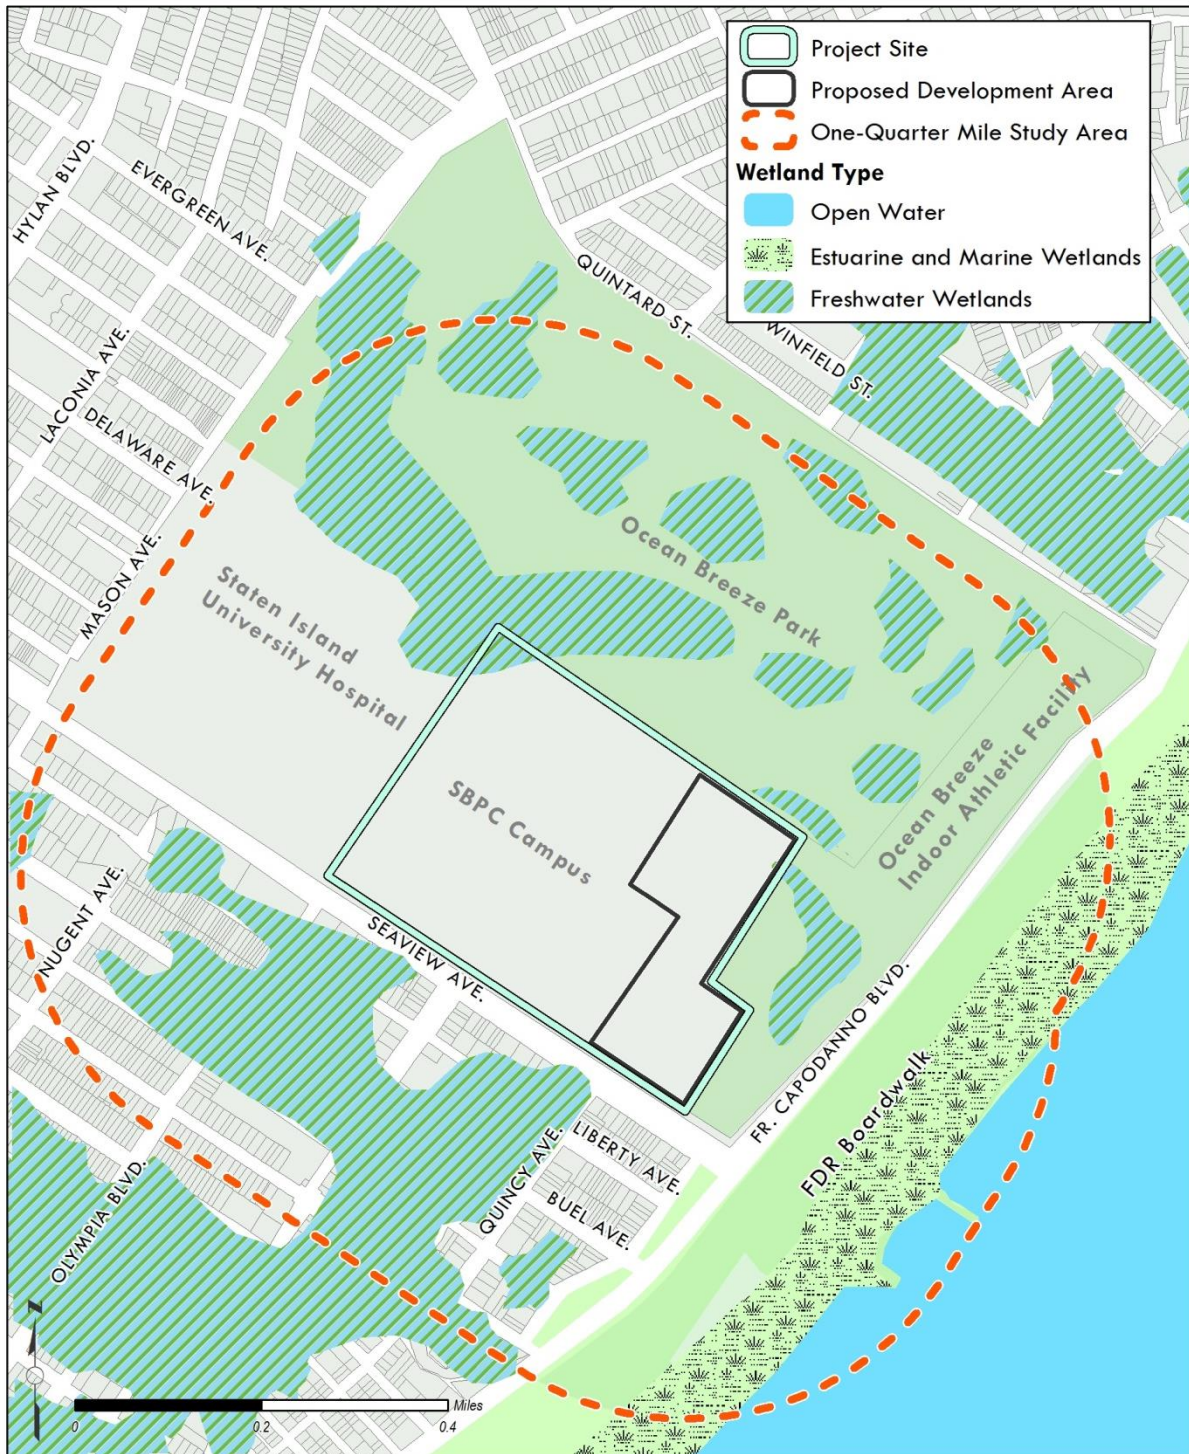 Project Site
Proposed Development Area
One-Quarter Mile Study Area
Wetland Type
Open Water
Estuarine and Marine Wetlands
Freshwater Wetlands
HYLAN BLVD.
EVERGREEN AVE.
QUINTARD ST.
WINFIELD ST.
LACONIA AVE.
DELAWARE AVE.
MASON AVE.
Staten Island
University Hospital
Ocean Breeze Park
Ocean Breeze
Indoor Athletic Facility
SBPC Campus
NUGENT AVE.
SEAVIEW AVE.
FR. CAPODANNO BLVD.
FDR Boardwalk
LIBERTY AVE.
QUINCY AVE.
BUEL AVE.
OLYMPIA BLVD.
N
Miles
0
0.2
0.4